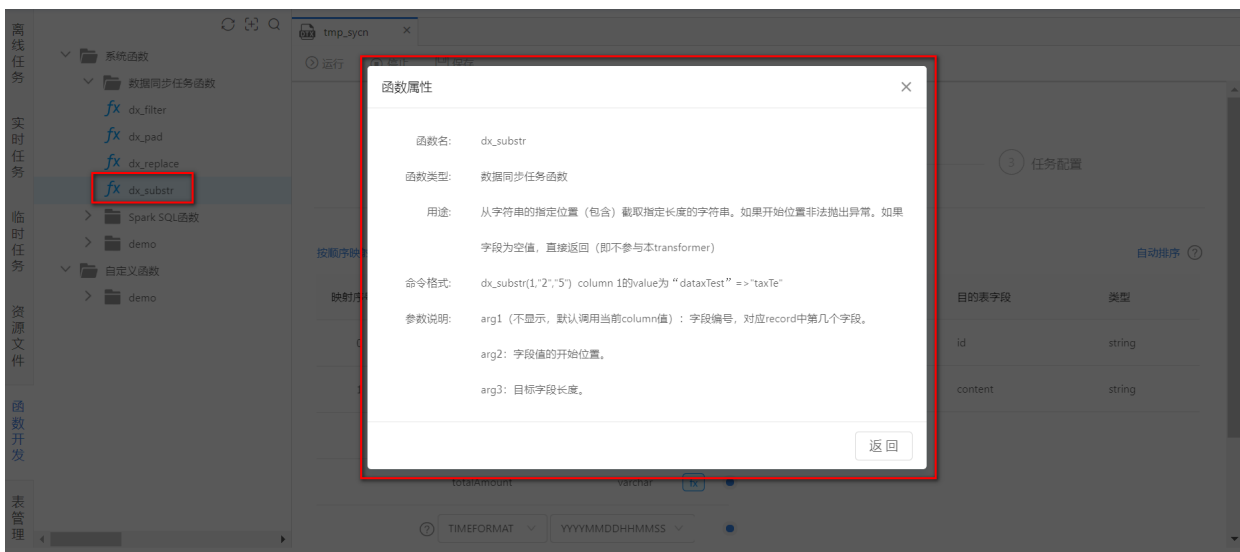 离线任务
实时任务
临时任务
资源文件
函数开发
表管理
系统函数
数据同步任务函数
fx dx_filter
fx dx_pad
fx dx_replace
fx dx_substr
Spark SQL函数
demo
自定义函数
demo
DTX tmp_sycn ×
运行
函数属性
函数名: dx_substr
函数类型: 数据同步任务函数
用途: 从字符串的指定位置（包含）截取指定长度的字符串。如果开始位置非法抛出异常。如果
字段为空值，直接返回（即不参与本transformer）
命令格式: dx_substr(1,"2","5") column 1的value为“dataxTest”=>"taxTe"
参数说明: arg1（不显示，默认调用当前column值）: 字段编号，对应record中第几个字段。
arg2: 字段值的开始位置。
arg3: 目标字段长度。
返 回
3 任务配置
按顺序映
自动排序 ?
映射序
目的表字段 类型
id string
content string
totalAmount varchar fx
? TIMEFORMAT YYYYMMDDHHMMSS